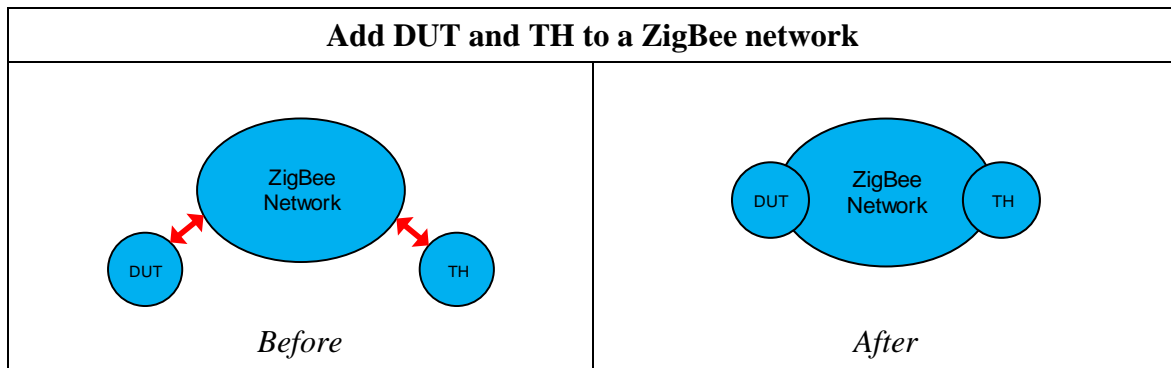 Add DUT and TH to a ZigBee network
ZigBee
Network
DUT
TH
Before
DUT
ZigBee
Network
TH
After